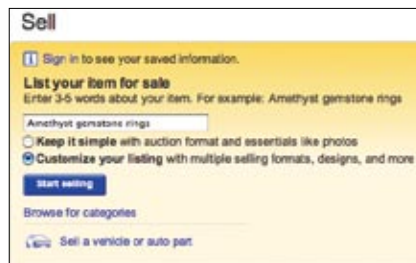 Sell
Sign in to see your saved information.
List your item for sale
Enter 3-5 words about your item. For example: Amethyst gemstone rings
Amethyst gemstone rings
Keep it simple with auction format and essentials like photos
Customize your listing with multiple selling formats, designs, and more
Start selling
Browse for categories
Sell a vehicle or auto part